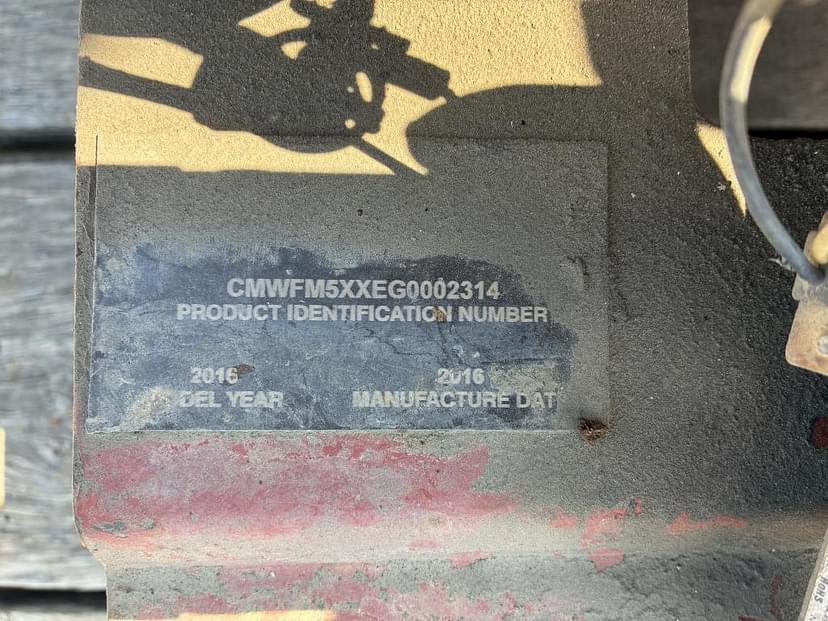 CMWFM5XXEG0002314
PRODUCT IDENTIFICATION NUMBER
2016 2016
DEL YEAR MANUFACTURE DAT